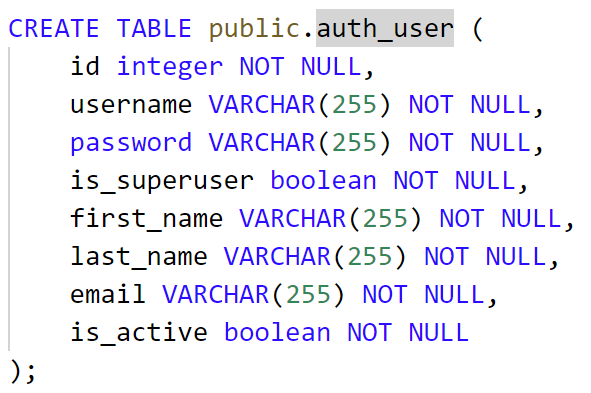 CREATE TABLE public.auth_user (
    id integer NOT NULL,
    username VARCHAR(255) NOT NULL,
    password VARCHAR(255) NOT NULL,
    is_superuser boolean NOT NULL,
    first_name VARCHAR(255) NOT NULL,
    last_name VARCHAR(255) NOT NULL,
    email VARCHAR(255) NOT NULL,
    is_active boolean NOT NULL
);